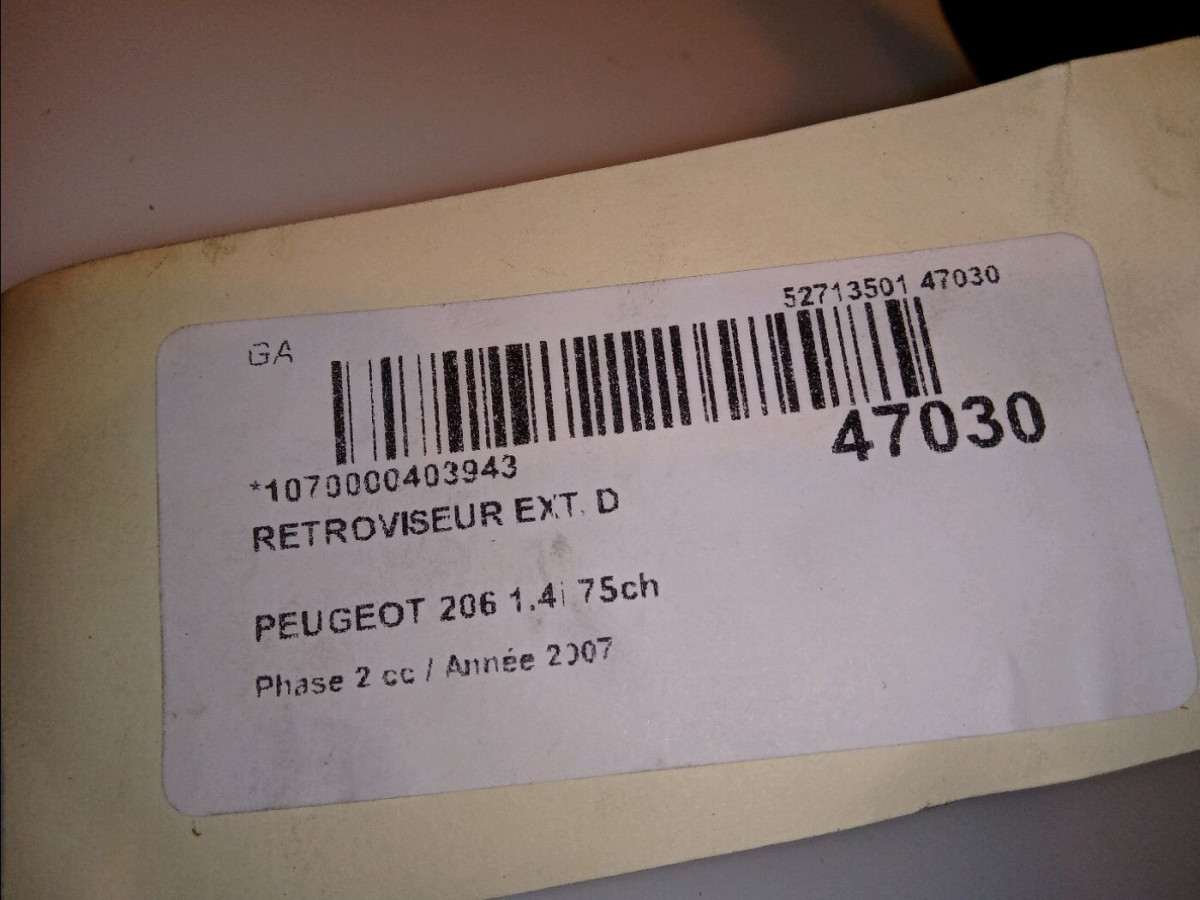 GA
52713501 47030
47030
*1070000403943
RETROVISEUR EXT. D
PEUGEOT 206 1.4i 75ch
Phase 2 cc / Année 2007